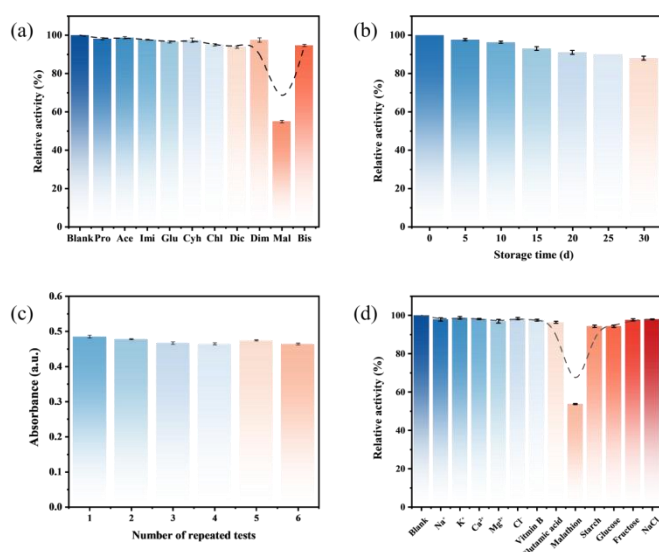 (a)
Relative activity (%)
100
80
60
40
20
0
Blank Pro Ace Imi Glu Cyh Chl Dic Dim Mal Bis
(b)
Relative activity (%)
100
80
60
40
20
0
0 5 10 15 20 25 30
Storage time (d)
(c)
Absorbance (a.u.)
0.6
0.5
0.4
0.3
0.2
0.1
0.0
1 2 3 4 5 6
Number of repeated tests
(d)
Relative activity (%)
100
80
60
40
20
0
Blank Na⁺ K⁺ Ca²⁺ Mg²⁺ Cl⁻ Vitmin B Glutamic acid Malathion Starch Glucose Fructose NaCl